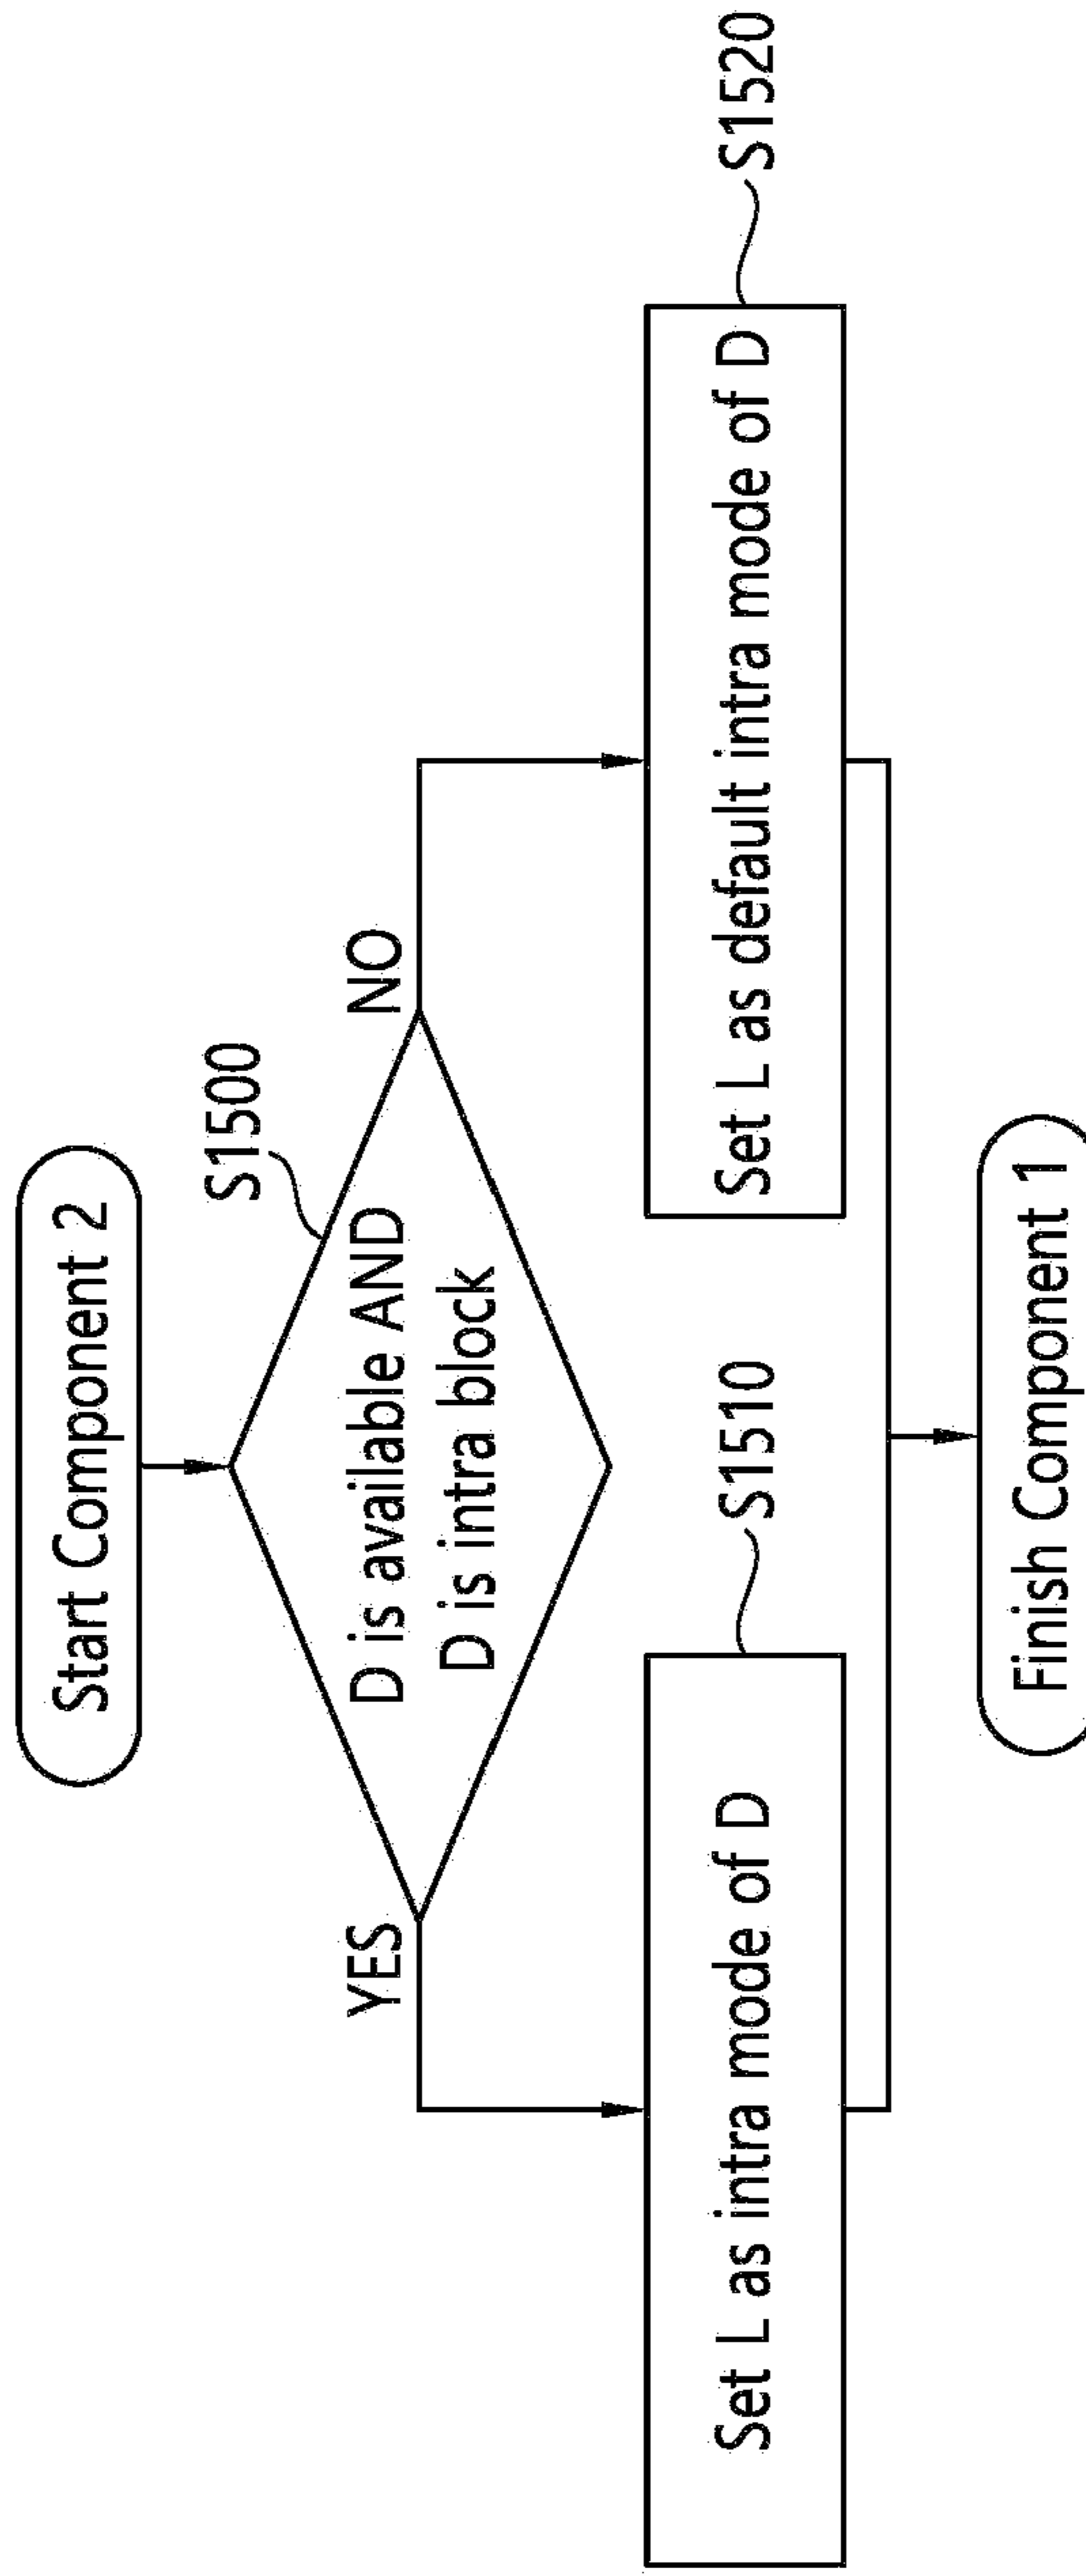 Start Component 2
S1500
D is available AND
D is intra block
YES
NO
S1510
Set L as intra mode of D
S1520
Set L as default intra mode of D
Finish Component 1